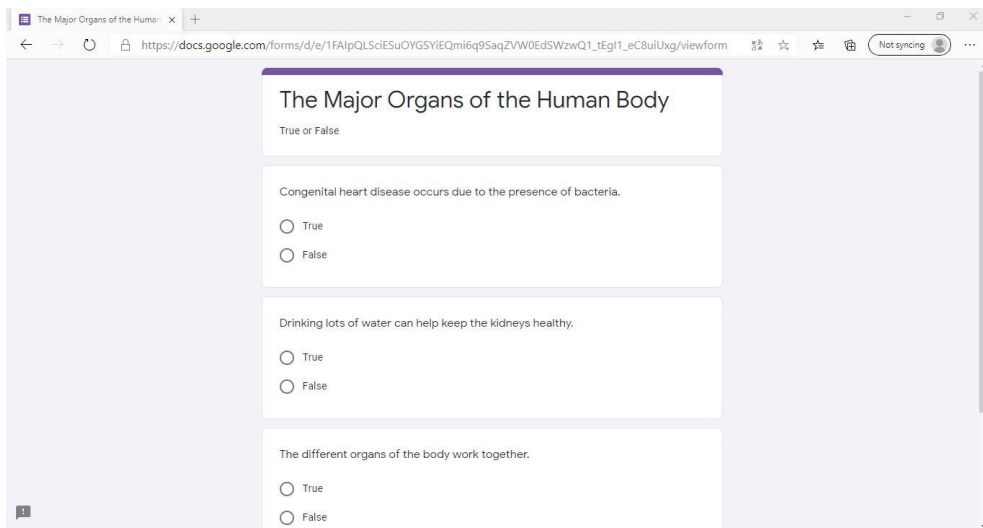 The Major Organs of the Human
https://docs.google.com/forms/d/e/1FAIpQLSciESuOYGSYiEQmi6q9SaqZVW0EdSWzwQ1_tEgI1_eC8uiUxg/viewform
Not syncing
The Major Organs of the Human Body
True or False
Congenital heart disease occurs due to the presence of bacteria.
True
False
Drinking lots of water can help keep the kidneys healthy.
True
False
The different organs of the body work together.
True
False